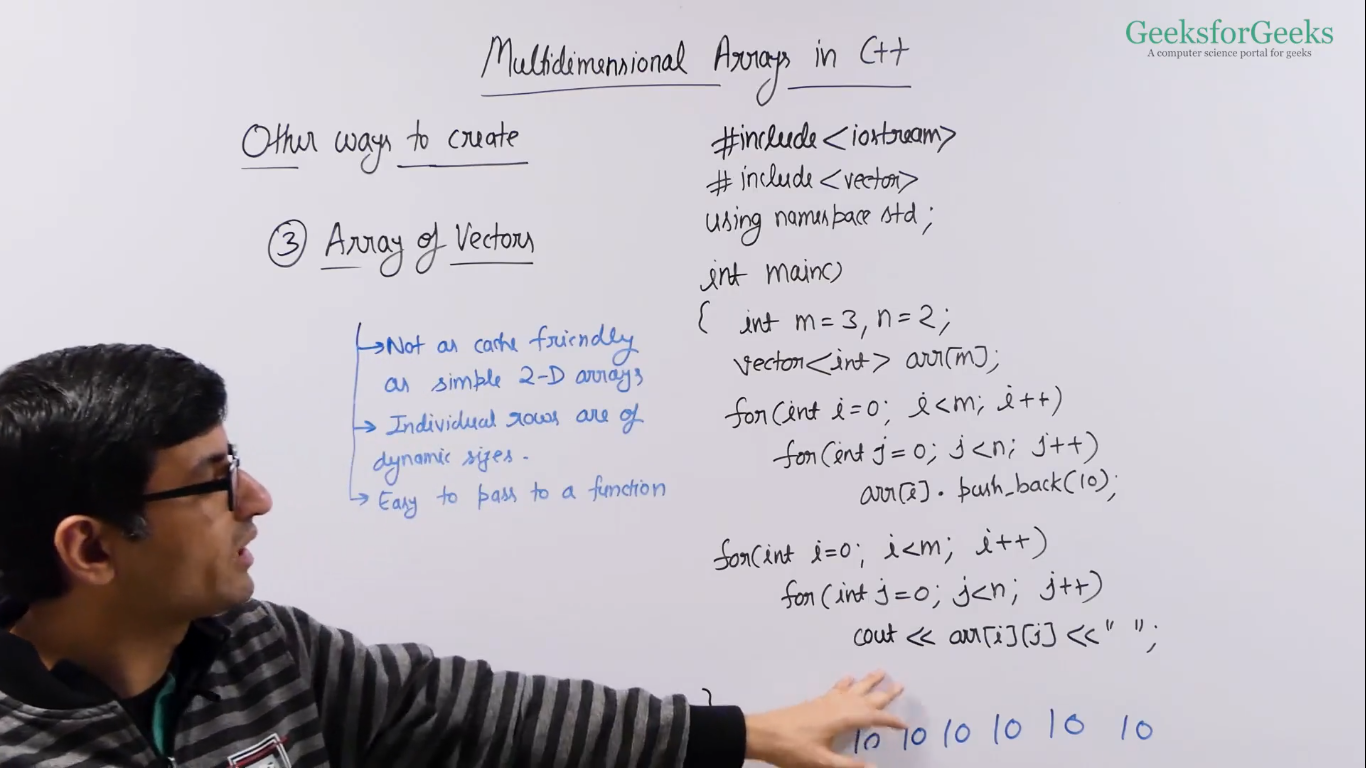 GeeksforGeeks
A computer science portal for geeks
Multidimensional Arrays in C++
Other ways to create
③ Array of Vectors
→ Not as cache friendly
as simple 2-D arrays
→ Individual rows are of
dynamic sizes.
→ Easy to pass to a function
#include <iostream>
# include <vector>
using namespace std;
int main()
{ int m = 3, n = 2;
vector<int> arr[m];
for(int i=0; i<m; i++)
for(int j=0; j<n; j++)
arr[i].push_back(10);
for(int i=0; i<m; i++)
for(int j=0; j<n; j++)
cout << arr[i][j] <<" ";
}
10 10 10 10 10 10